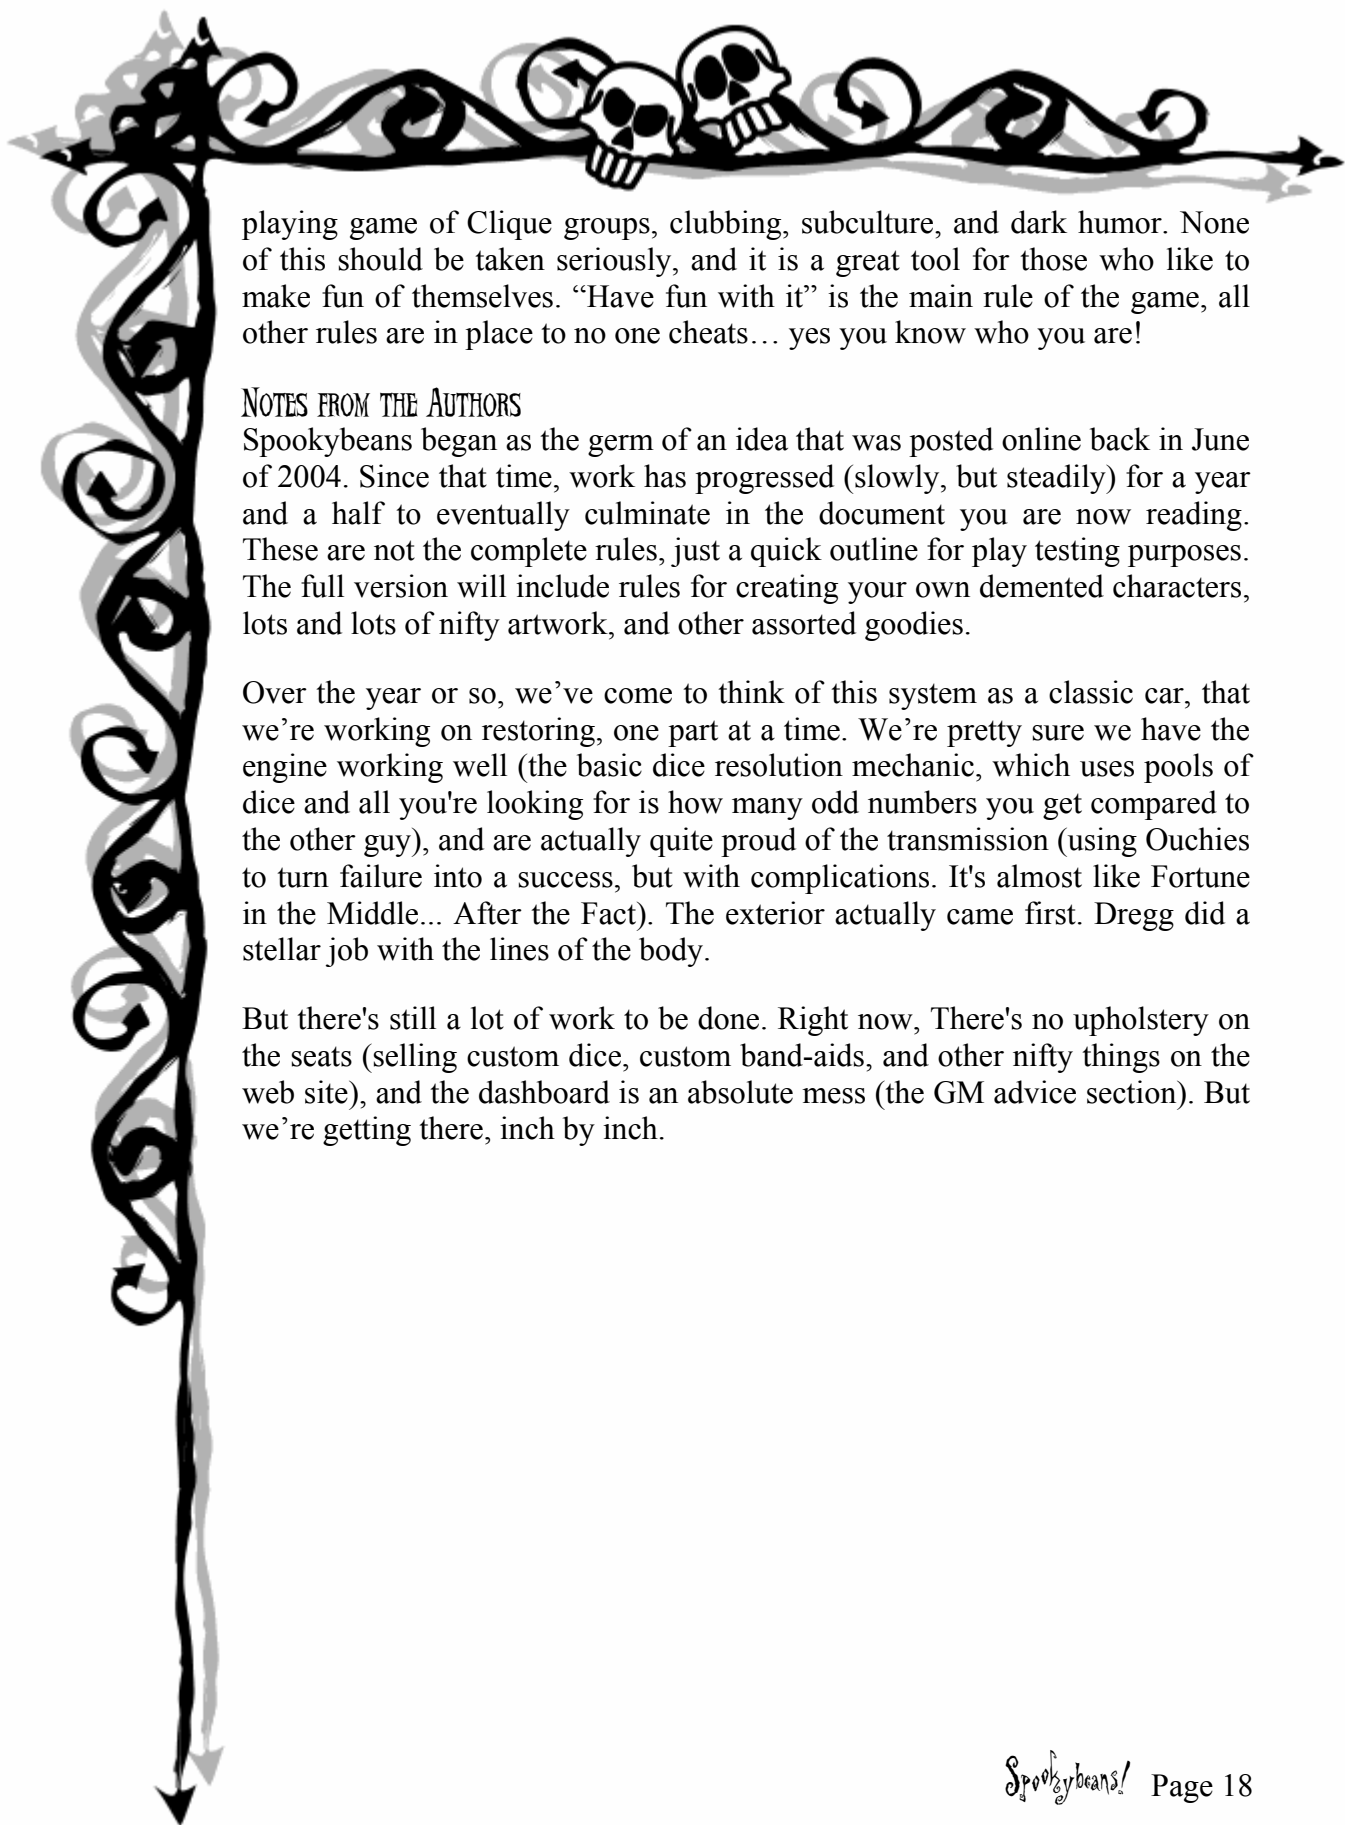 playing game of Clique groups, clubbing, subculture, and dark humor. None
of this should be taken seriously, and it is a great tool for those who like to
make fun of themselves. “Have fun with it” is the main rule of the game, all
other rules are in place to no one cheats… yes you know who you are!
Notes from the Authors
Spookybeans began as the germ of an idea that was posted online back in June
of 2004. Since that time, work has progressed (slowly, but steadily) for a year
and a half to eventually culminate in the document you are now reading.
These are not the complete rules, just a quick outline for play testing purposes.
The full version will include rules for creating your own demented characters,
lots and lots of nifty artwork, and other assorted goodies.
Over the year or so, we’ve come to think of this system as a classic car, that
we’re working on restoring, one part at a time. We’re pretty sure we have the
engine working well (the basic dice resolution mechanic, which uses pools of
dice and all you're looking for is how many odd numbers you get compared to
the other guy), and are actually quite proud of the transmission (using Ouchies
to turn failure into a success, but with complications. It's almost like Fortune
in the Middle... After the Fact). The exterior actually came first. Dregg did a
stellar job with the lines of the body.
But there's still a lot of work to be done. Right now, There's no upholstery on
the seats (selling custom dice, custom band-aids, and other nifty things on the
web site), and the dashboard is an absolute mess (the GM advice section). But
we’re getting there, inch by inch.
Spookybeans! Page 18